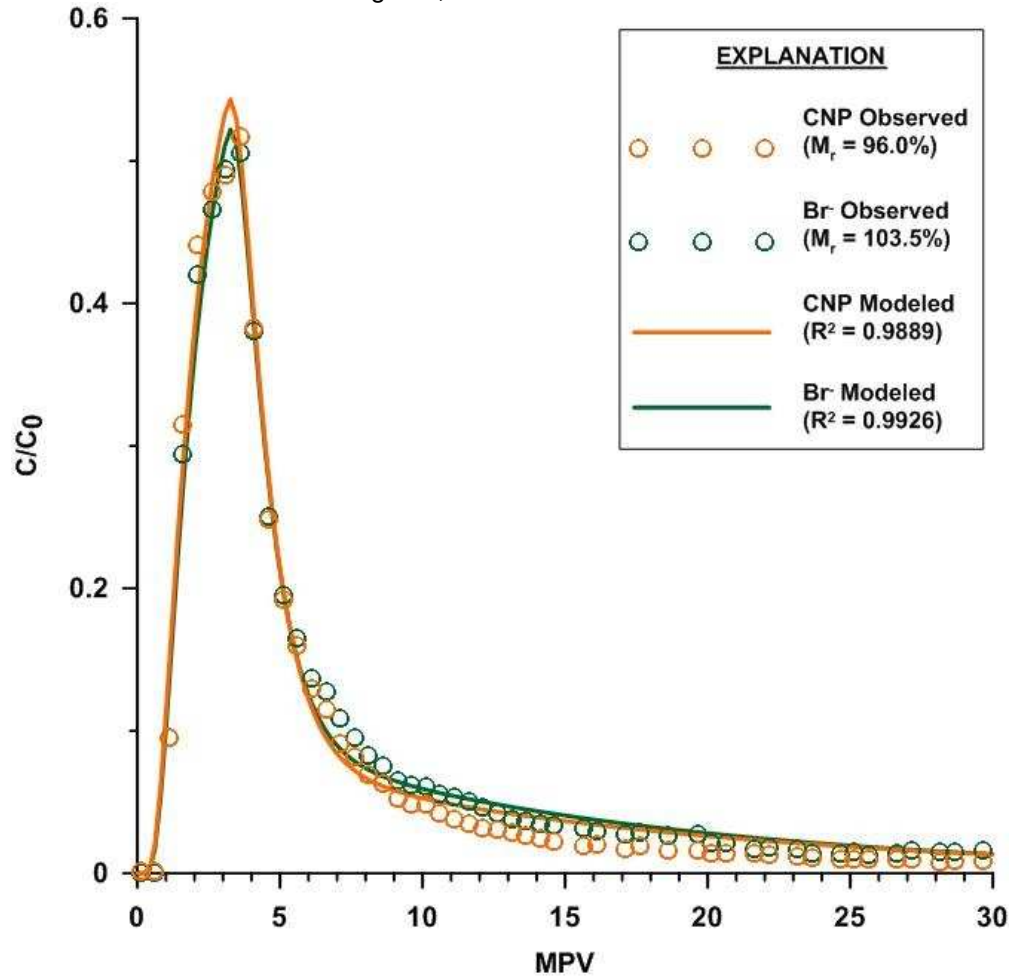 0.6
EXPLANATION
CNP Observed
(Mr = 96.0%)
Br- Observed
(Mr = 103.5%)
0.4
CNP Modeled
(R² = 0.9889)
Br- Modeled
(R² = 0.9926)
C/C0
0.2
0
0 5 10 15 20 25 30
MPV